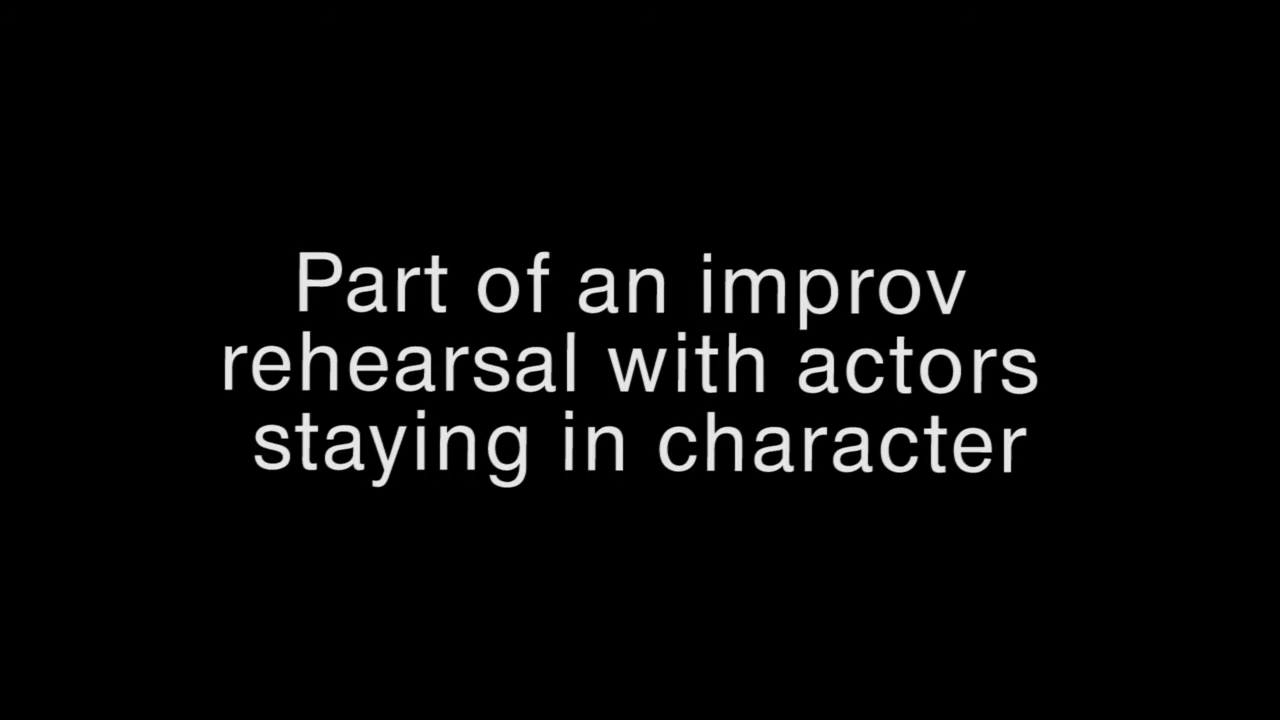 Part of an improv
rehearsal with actors
staying in character